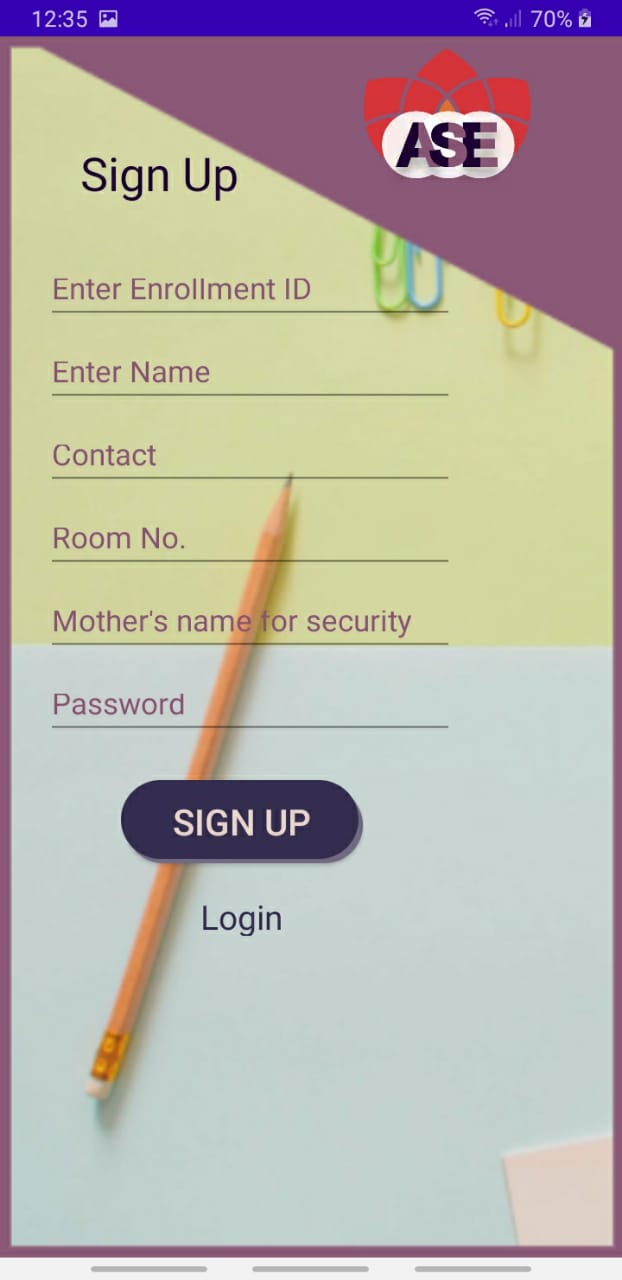 12:35 70%
ASE
Sign Up
Enter Enrollment ID
Enter Name
Contact
Room No.
Mother's name for security
Password
SIGN UP
Login